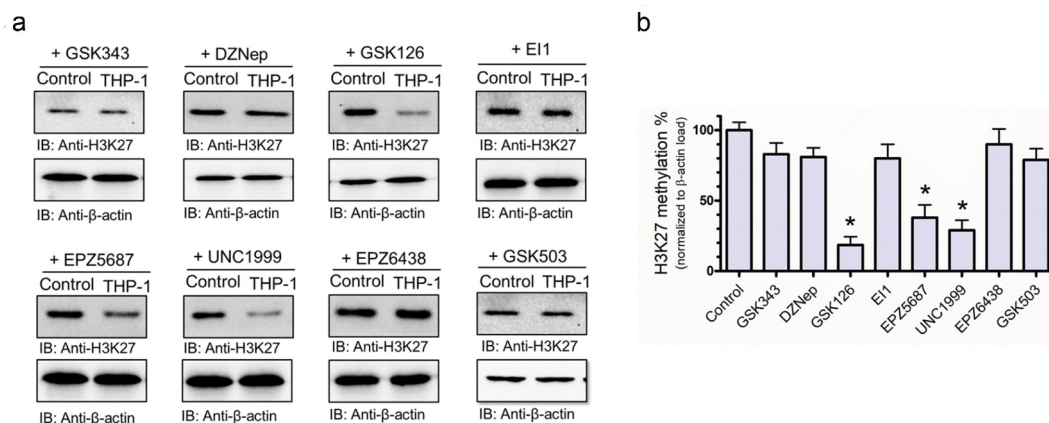 a
+ GSK343
Control THP-1
IB: Anti-H3K27
IB: Anti-β-actin
+ DZNep
Control THP-1
IB: Anti-H3K27
IB: Anti-β-actin
+ GSK126
Control THP-1
IB: Anti-H3K27
IB: Anti-β-actin
+ EI1
Control THP-1
IB: Anti-H3K27
IB: Anti-β-actin
+ EPZ5687
Control THP-1
IB: Anti-H3K27
IB: Anti-β-actin
+ UNC1999
Control THP-1
IB: Anti-H3K27
IB: Anti-β-actin
+ EPZ6438
Control THP-1
IB: Anti-H3K27
IB: Anti-β-actin
+ GSK503
Control THP-1
IB: Anti-H3K27
IB: Anti-β-actin
b
H3K27 methylation %
(normalized to β-actin load)
100
50
0
*
*
*
Control
GSK343
DZNep
GSK126
EI1
EPZ5687
UNC1999
EPZ6438
GSK503